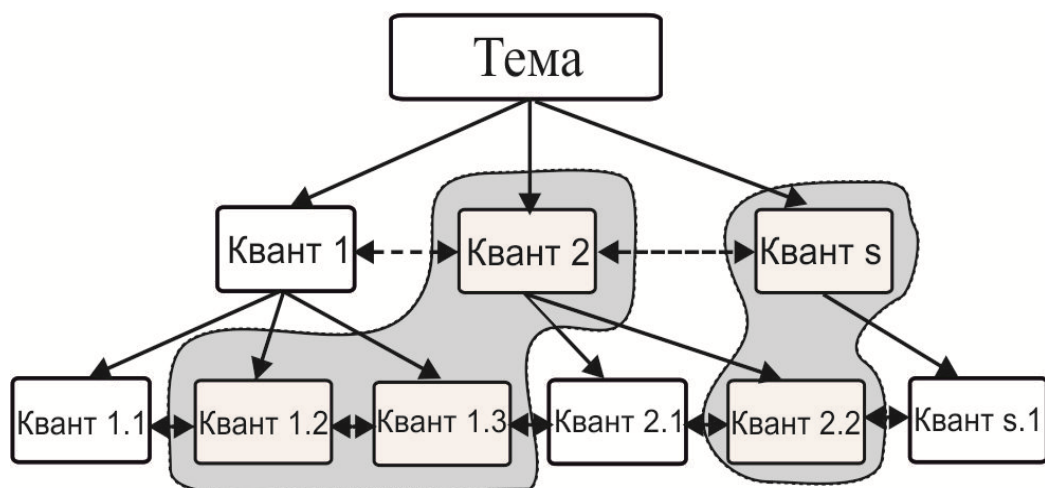 Тема
Квант 1
Квант 2
Квант s
Квант 1.1
Квант 1.2
Квант 1.3
Квант 2.1
Квант 2.2
Квант s.1